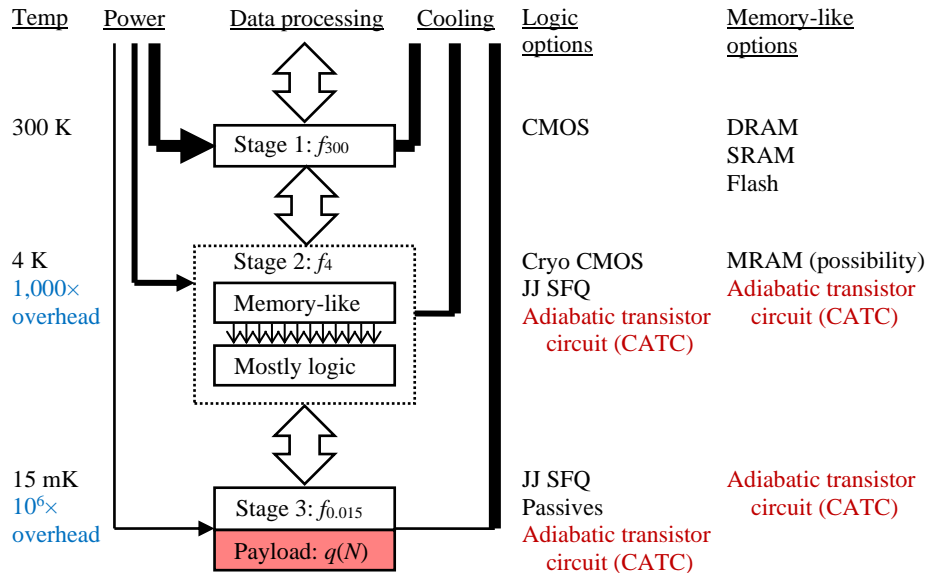 Temp Power Data processing Cooling Logic options Memory-like options
300 K Stage 1: f300 CMOS DRAM
SRAM
Flash
4 K Stage 2: f4 Cryo CMOS MRAM (possibility)
1,000× overhead Memory-like JJ SFQ Adiabatic transistor circuit (CATC)
Adiabatic transistor circuit (CATC)
Mostly logic
15 mK Stage 3: f0.015 JJ SFQ Adiabatic transistor circuit (CATC)
10⁶× overhead Passives
Payload: q(N) Adiabatic transistor circuit (CATC)